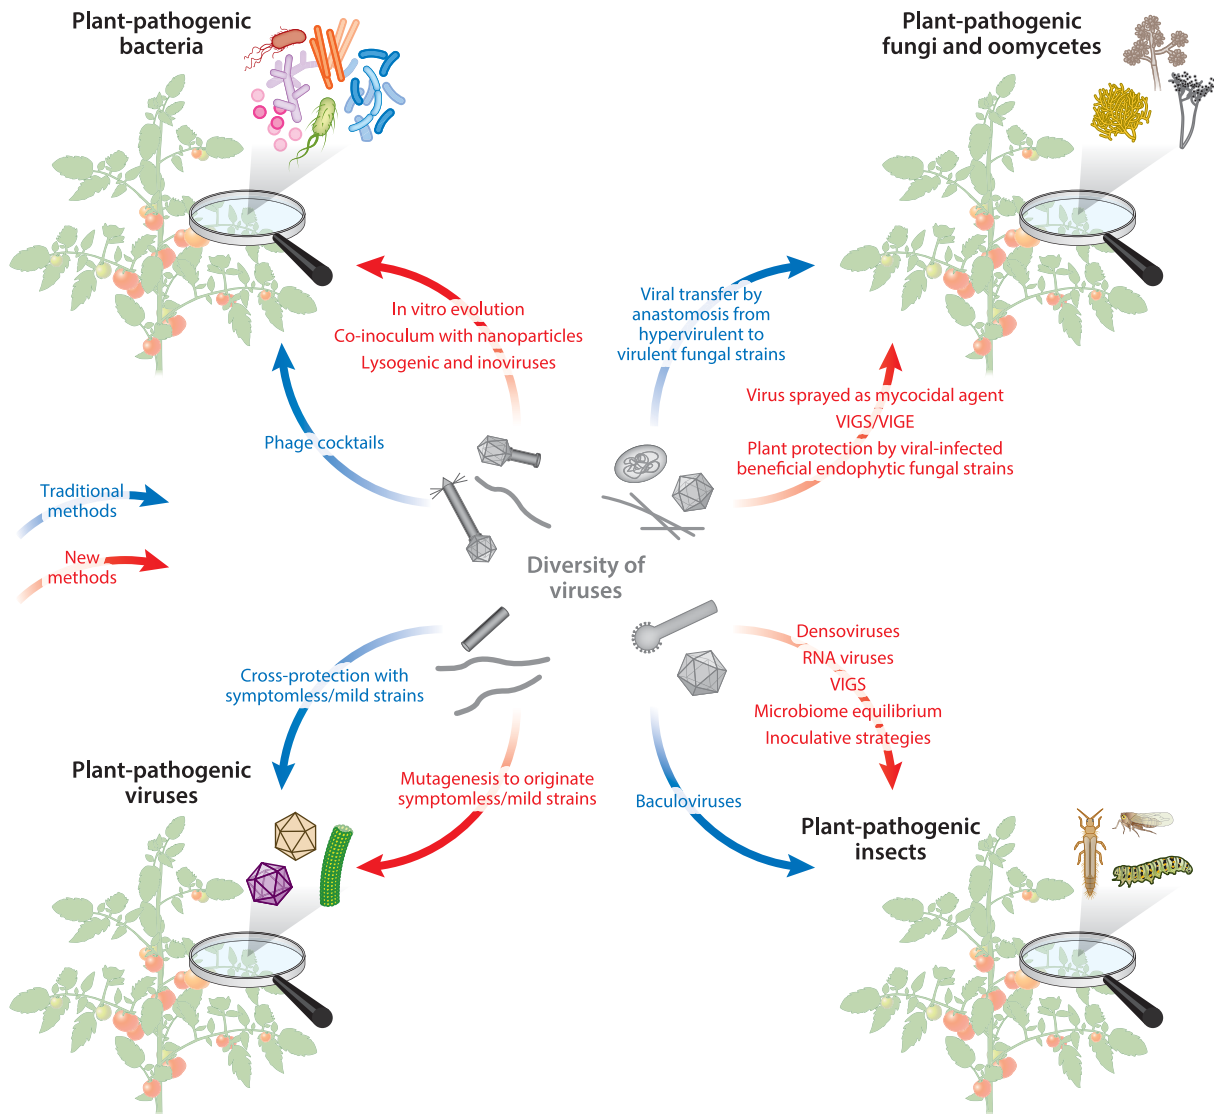 Plant-pathogenic
bacteria
Plant-pathogenic
fungi and oomycetes
In vitro evolution
Co-inoculum with nanoparticles
Lysogenic and inoviruses
Viral transfer by
anastomosis from
hypervirulent to
virulent fungal strains
Phage cocktails
Virus sprayed as mycocidal agent
VIGS/VIGE
Plant protection by viral-infected
beneficial endophytic fungal strains
Traditional
methods
New
methods
Diversity of
viruses
Cross-protection with
symptomless/mild strains
Densoviruses
RNA viruses
VIGS
Microbiome equilibrium
Inoculative strategies
Plant-pathogenic
viruses
Mutagenesis to originate
symptomless/mild strains
Baculoviruses
Plant-pathogenic
insects